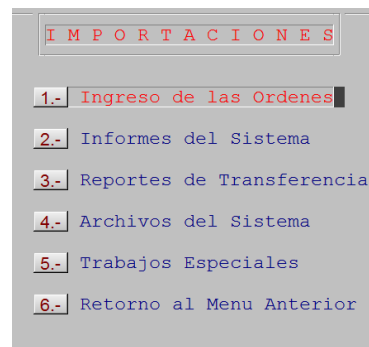 I M P O R T A C I O N E S
1.- Ingreso de las Ordenes
2.- Informes del Sistema
3.- Reportes de Transferencia
4.- Archivos del Sistema
5.- Trabajos Especiales
6.- Retorno al Menu Anterior